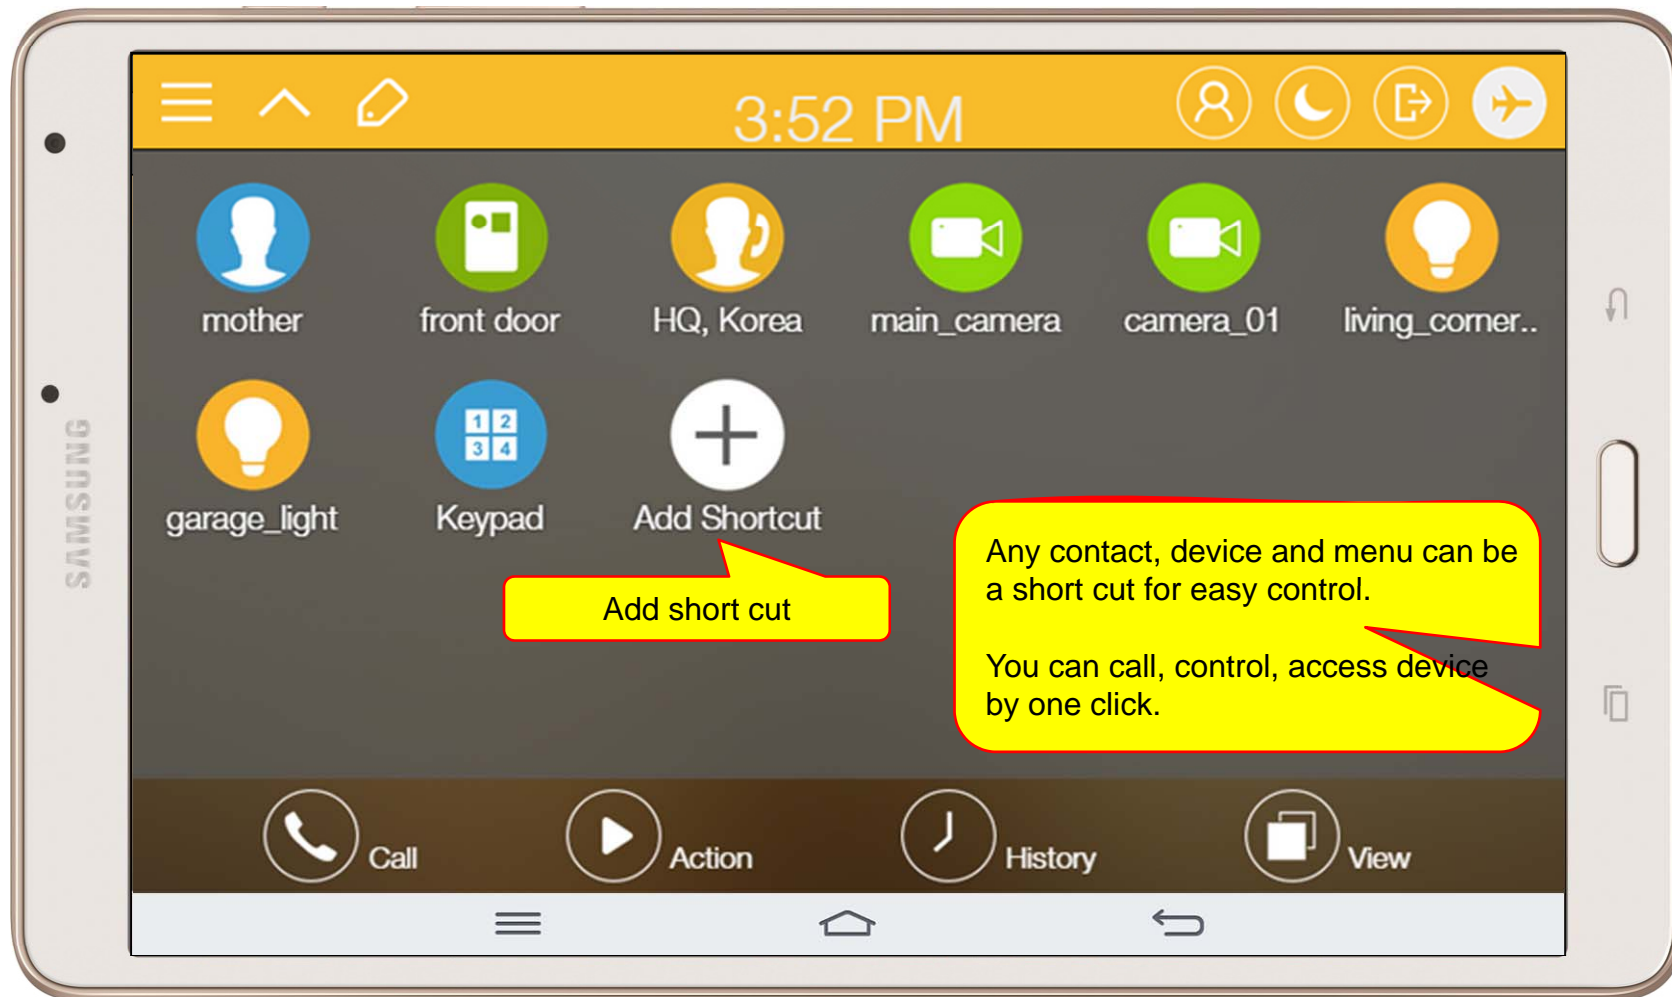 3:52 PM
mother
front door
HQ, Korea
main_camera
camera_01
living_corner..
1 2
3 4
garage_light
Keypad
Add Shortcut
Add short cut
Any contact, device and menu can be
a short cut for easy control.
You can call, control, access device
by one click.
Call
Action
History
View
SAMSUNG